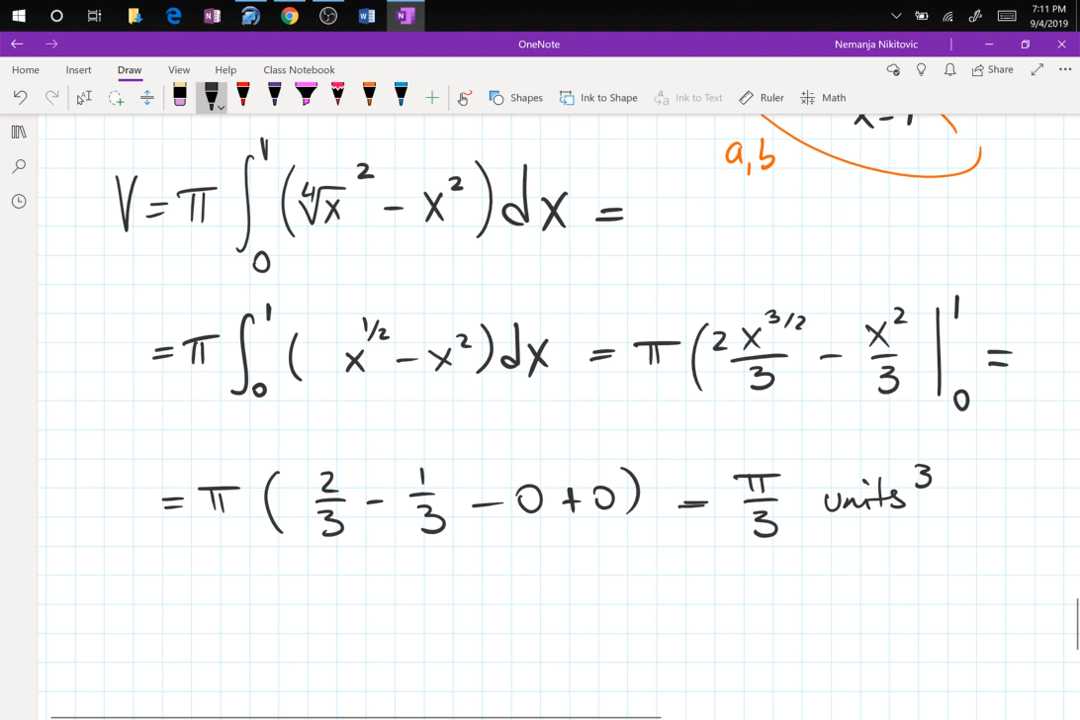 7:11 PM
9/4/2019
OneNote
Nemanja Nikitovic
Home Insert Draw View Help Class Notebook Share
Shapes Ink to Shape Ink to Text Ruler Math
x=1
a,b
V = π ∫₀¹ (∜x² − x²) dx =
= π ∫₀¹ ( x^{1/2} − x²) dx = π (2 x^{3/2}/3 − x²/3 |₀¹ =
= π ( 2/3 − 1/3 − 0 + 0 ) = π/3 units³